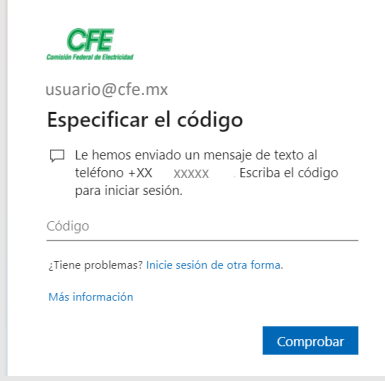 CFE
Comisión Federal de Electricidad
usuario@cfe.mx
Especificar el código
Le hemos enviado un mensaje de texto al
teléfono +XX xxxxx . Escriba el código
para iniciar sesión.
Código
¿Tiene problemas? Inicie sesión de otra forma.
Más información
Comprobar